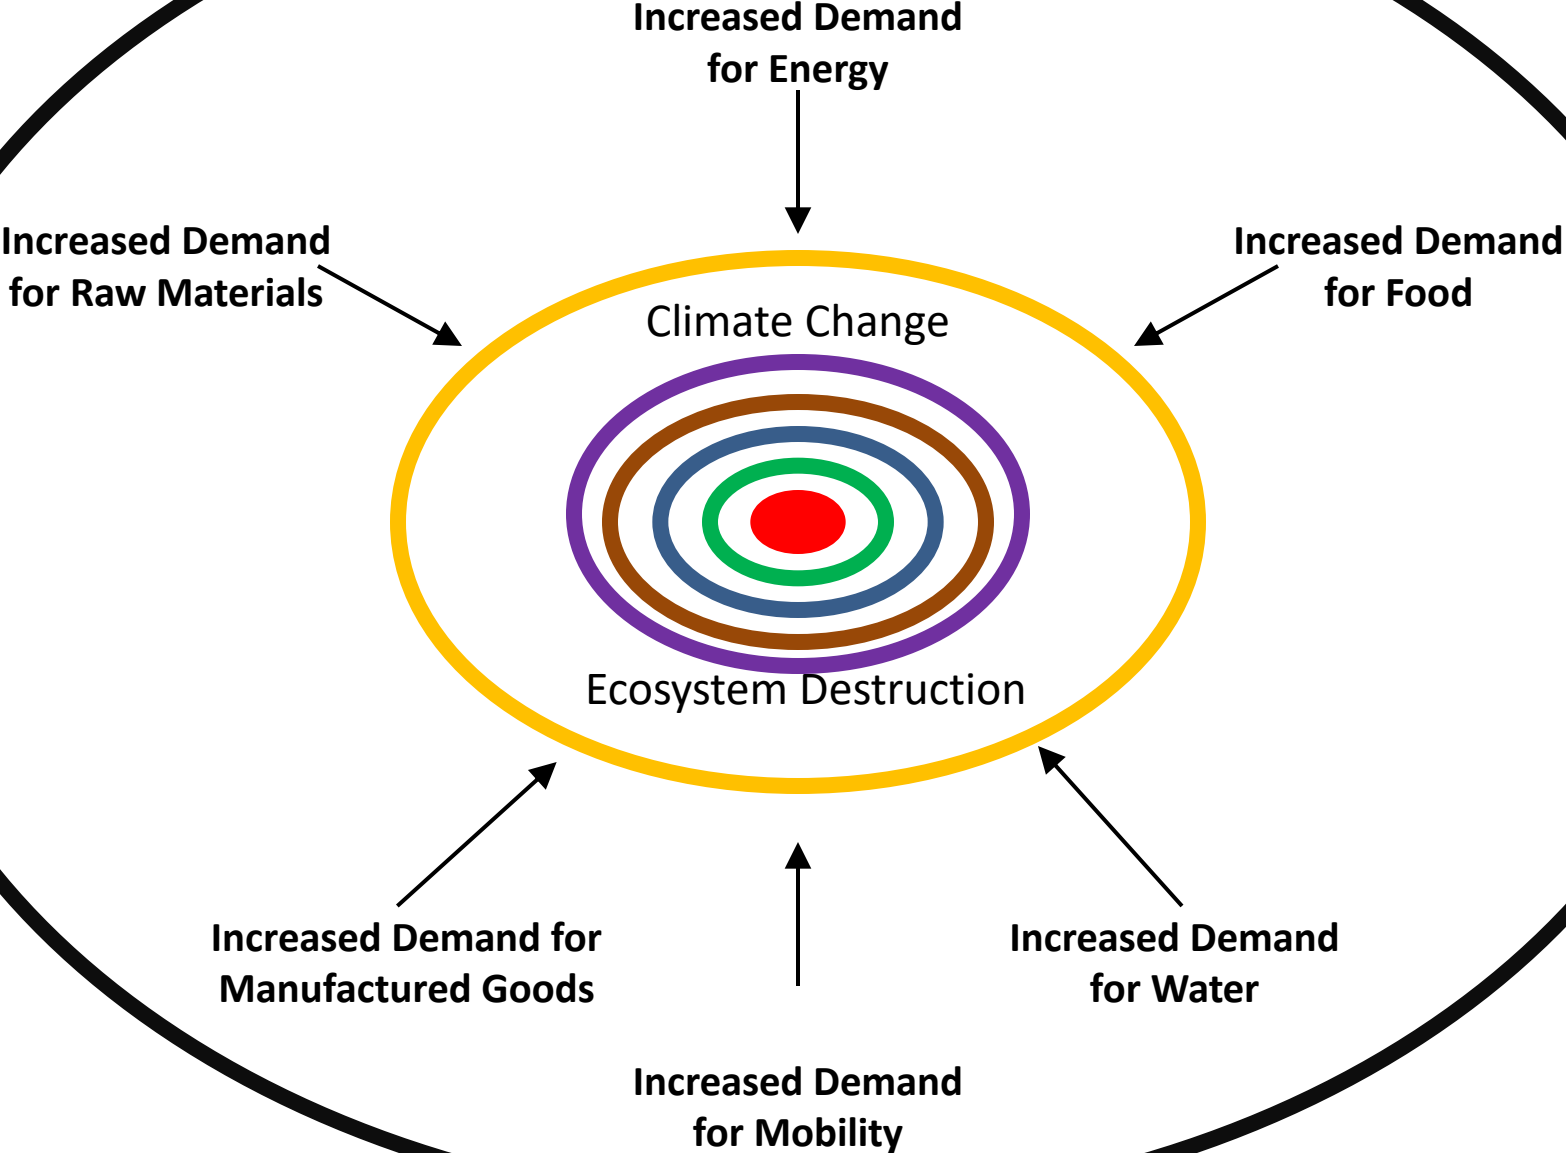 Increased Demand
for Energy
Increased Demand
for Raw Materials
Increased Demand
for Food
Climate Change
Ecosystem Destruction
Increased Demand for
Manufactured Goods
Increased Demand
for Water
Increased Demand
for Mobility